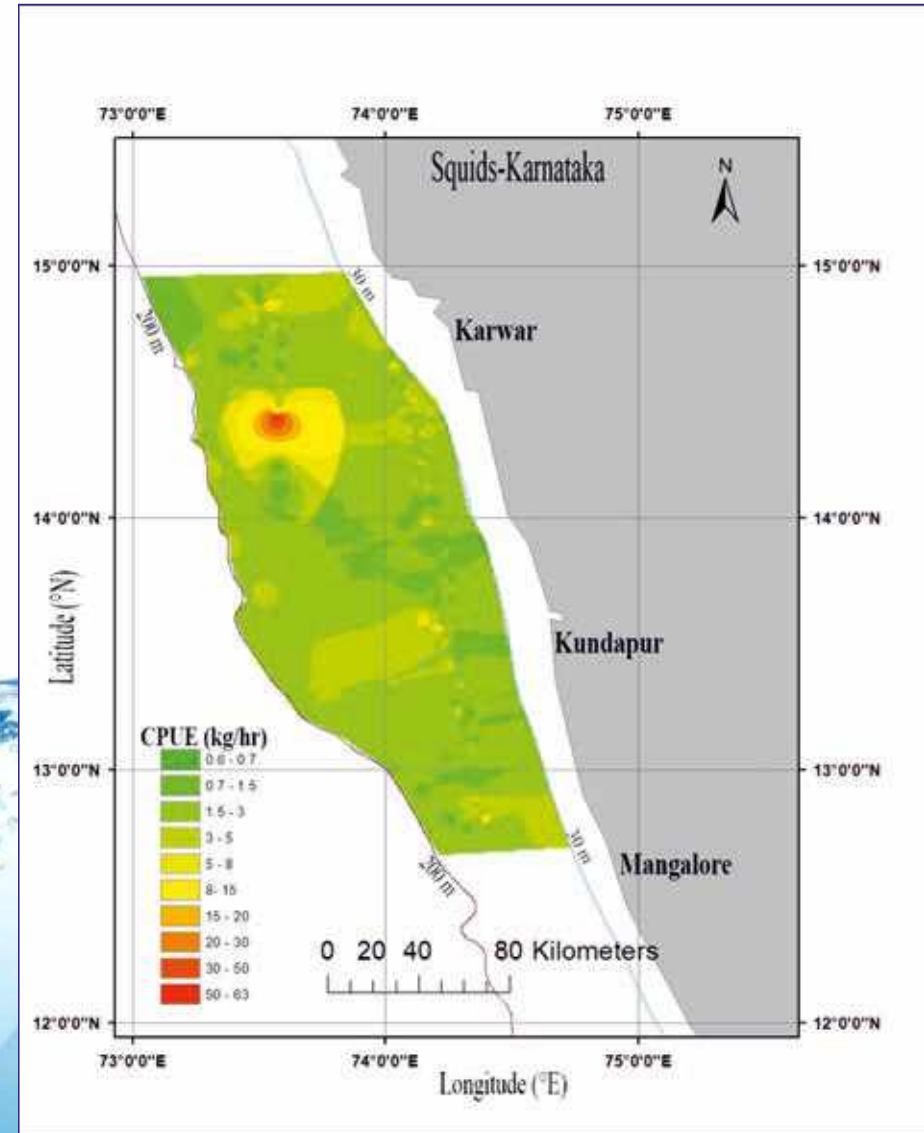 73°0'0"E 74°0'0"E 75°0'0"E
Squids-Karnataka
N
15°0'0"N 15°0'0"N
30 m
200 m
Karwar
14°0'0"N 14°0'0"N
Latitude (°N)
Kundapur
CPUE (kg/hr)
0.6 - 0.7
0.7 - 1.5
1.5 - 3
3 - 5
5 - 8
8- 15
15 - 20
20 - 30
30 - 50
50 - 63
13°0'0"N 13°0'0"N
30 m
200 m
Mangalore
0 20 40 80 Kilometers
12°0'0"N 12°0'0"N
73°0'0"E 74°0'0"E 75°0'0"E
Longitude (°E)